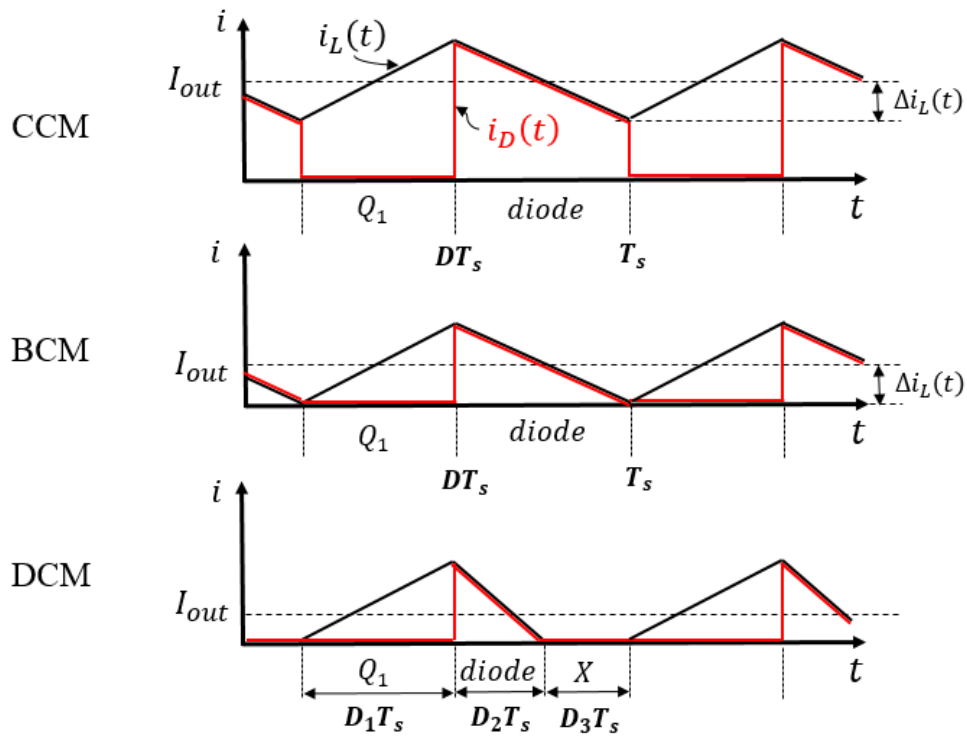 i
i_L(t)
I_out
Δi_L(t)
CCM
i_D(t)
Q_1 diode t
DT_s T_s
i
BCM
I_out
Δi_L(t)
Q_1 diode t
DT_s T_s
i
DCM
I_out
t
Q_1 diode X
D_1T_s D_2T_s D_3T_s